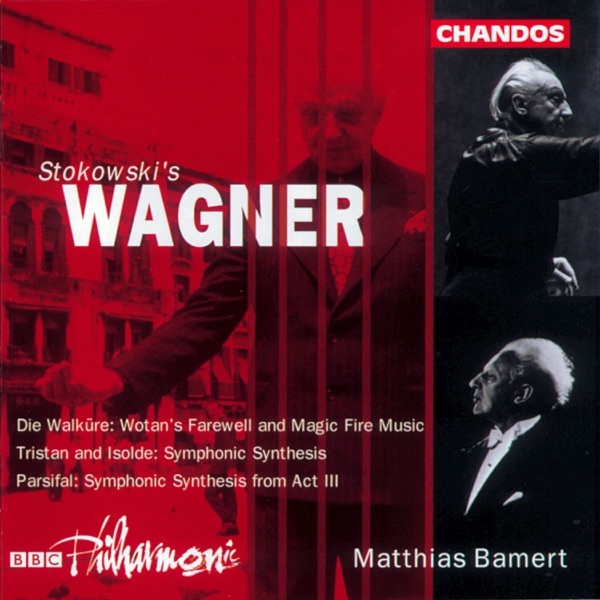 CHANDOS
Stokowski's
WAGNER
Die Walküre: Wotan's Farewell and Magic Fire Music
Tristan and Isolde: Symphonic Synthesis
Parsifal: Symphonic Synthesis from Act III
BBC Philharmonic
Matthias Bamert